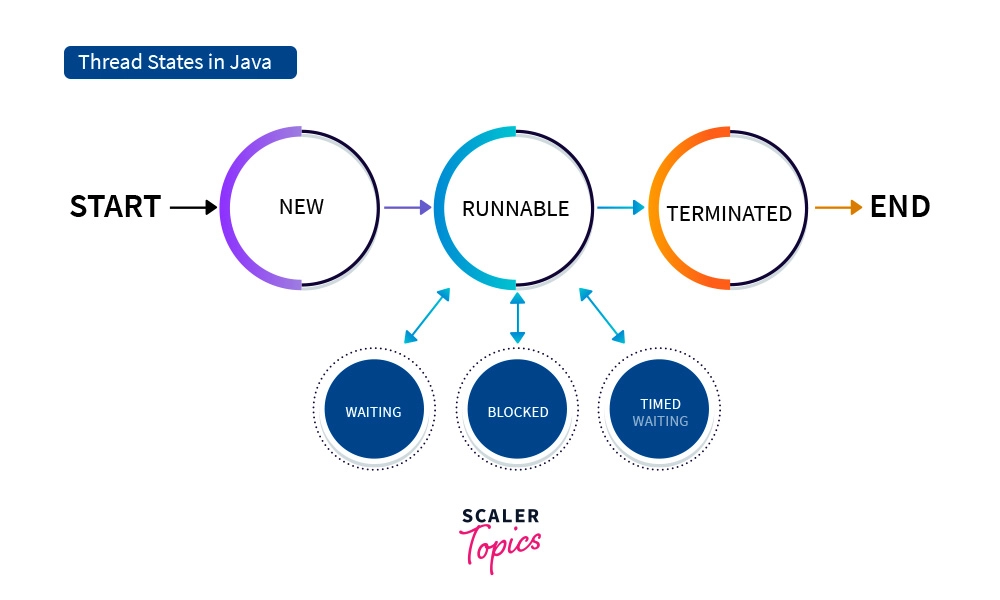 Thread States in Java
START
NEW
RUNNABLE
TERMINATED
END
WAITING
BLOCKED
TIMED
WAITING
SCALER
Topics